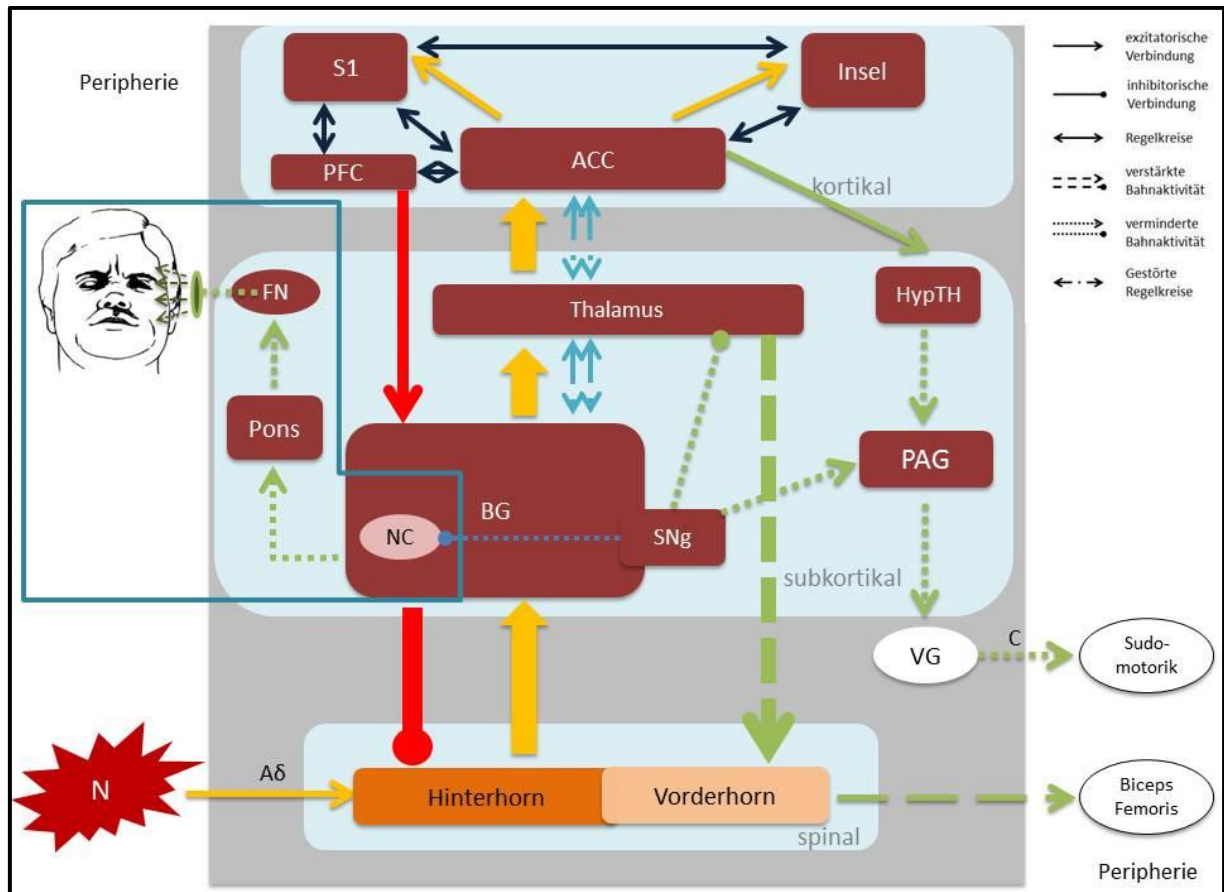 Peripherie
S1
Insel
PFC
ACC
kortikal
FN
Thalamus
HypTH
Pons
PAG
NC
BG
SNg
subkortikal
VG
C
Sudo-
motorik
N
Aδ
Hinterhorn
Vorderhorn
spinal
Biceps
Femoris
Peripherie
exzitatorische
Verbindung
inhibitorische
Verbindung
Regelkreise
verstärkte
Bahnaktivität
verminderte
Bahnaktivität
Gestörte
Regelkreise